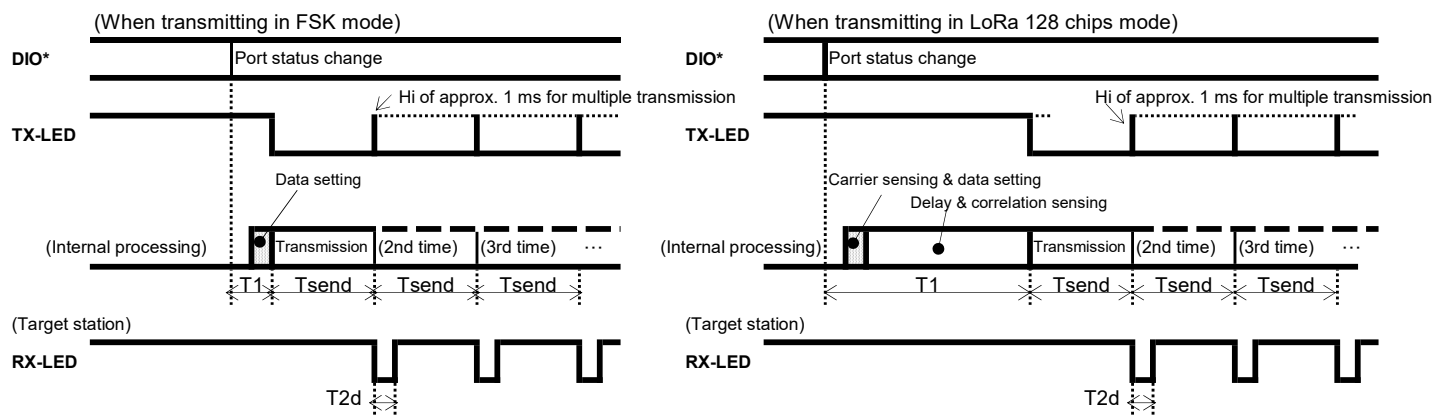 (When transmitting in FSK mode)
DIO*
Port status change
Hi of approx. 1 ms for multiple transmission
TX-LED
Data setting
(Internal processing)
Transmission
(2nd time)
(3rd time)
...
T1
Tsend
Tsend
Tsend
(Target station)
RX-LED
T2d
(When transmitting in LoRa 128 chips mode)
DIO*
Port status change
Hi of approx. 1 ms for multiple transmission
TX-LED
Carrier sensing & data setting
Delay & correlation sensing
(Internal processing)
Transmission
(2nd time)
(3rd time)
...
T1
Tsend
Tsend
Tsend
(Target station)
RX-LED
T2d